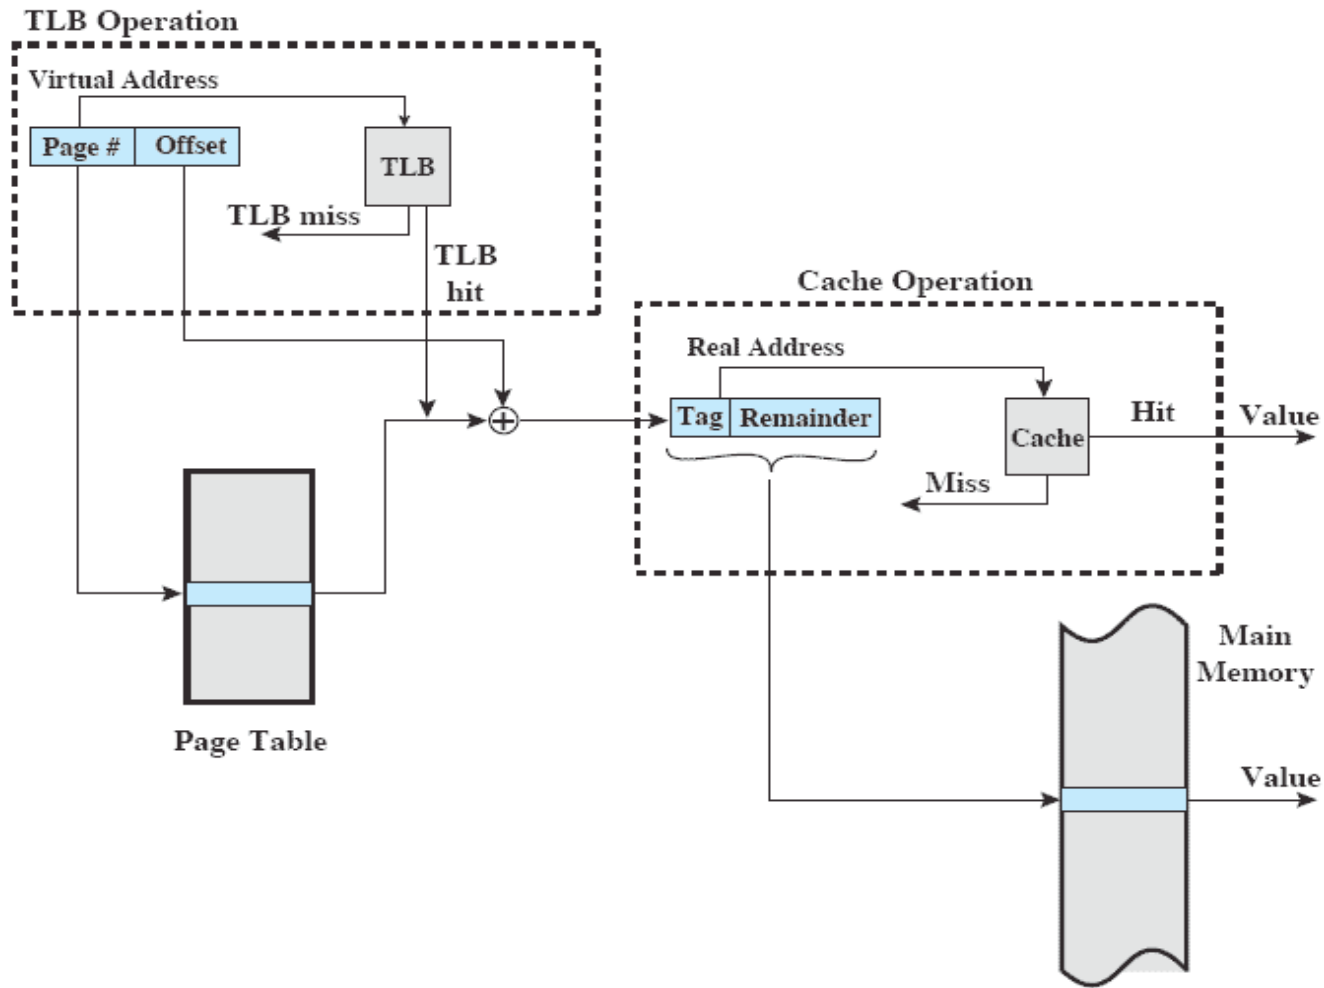 TLB Operation
Virtual Address
Page #
Offset
TLB
TLB miss
TLB
hit
Cache Operation
Real Address
Tag
Remainder
Cache
Hit
Value
Miss
Page Table
Main
Memory
Value